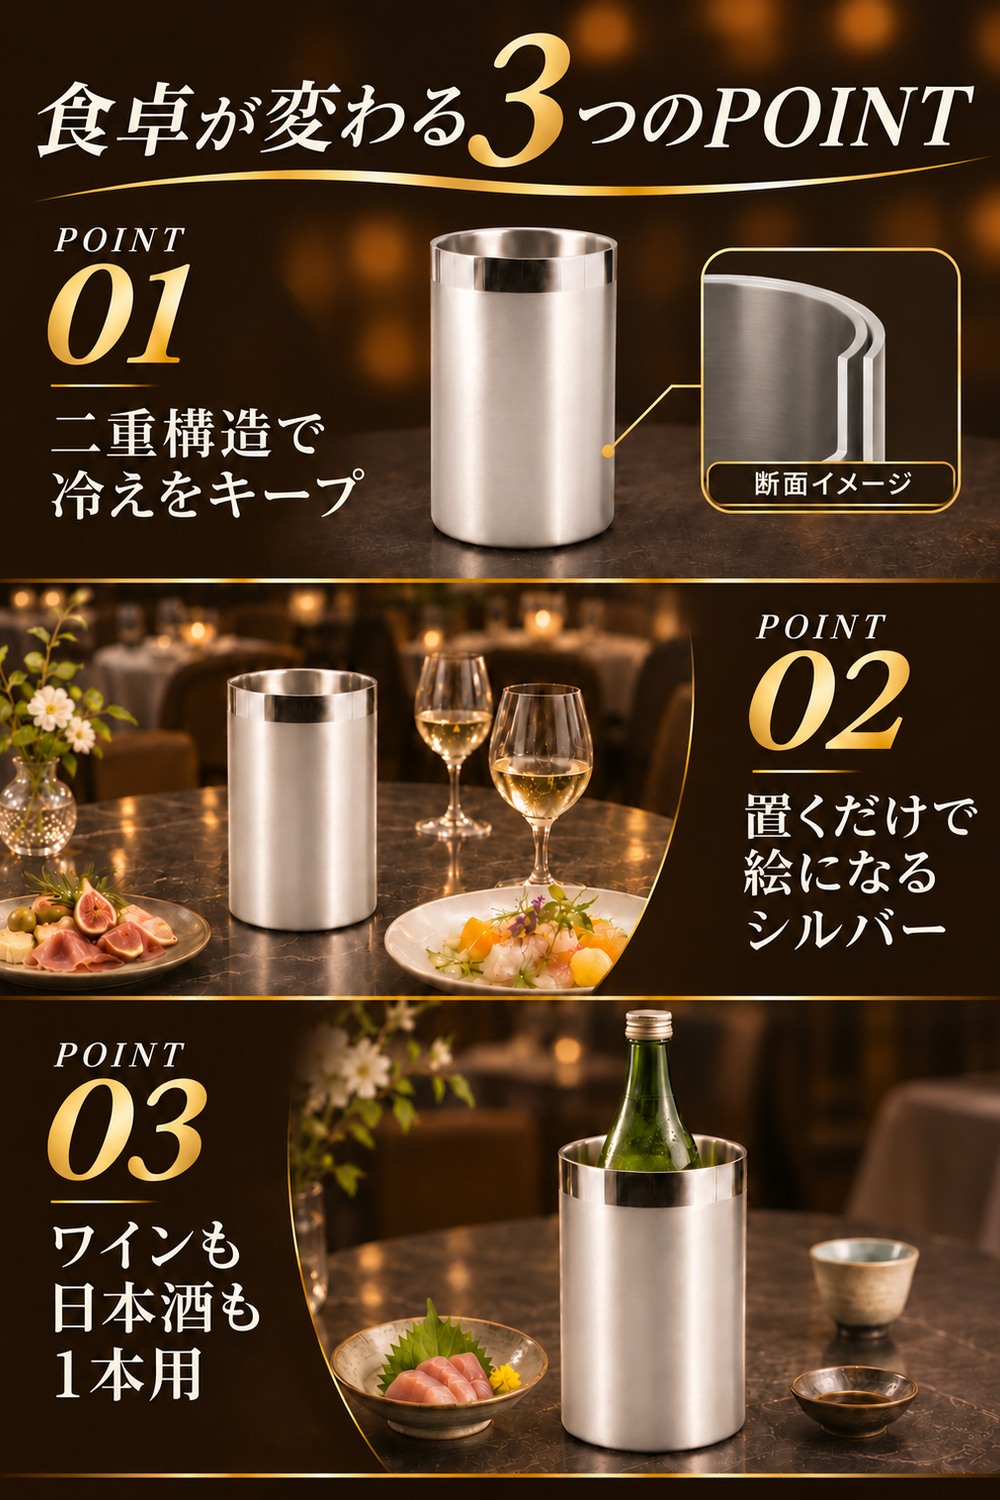 食卓が変わる3つのPOINT
POINT
01
二重構造で
冷えをキープ
断面イメージ
POINT
02
置くだけで
絵になる
シルバー
POINT
03
ワインも
日本酒も
1本用